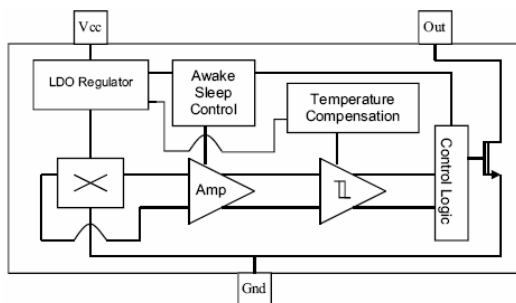 Vcc
Out
LDO Regulator
Awake
Sleep
Control
Temperature
Compensation
Amp
Control Logic
Gnd